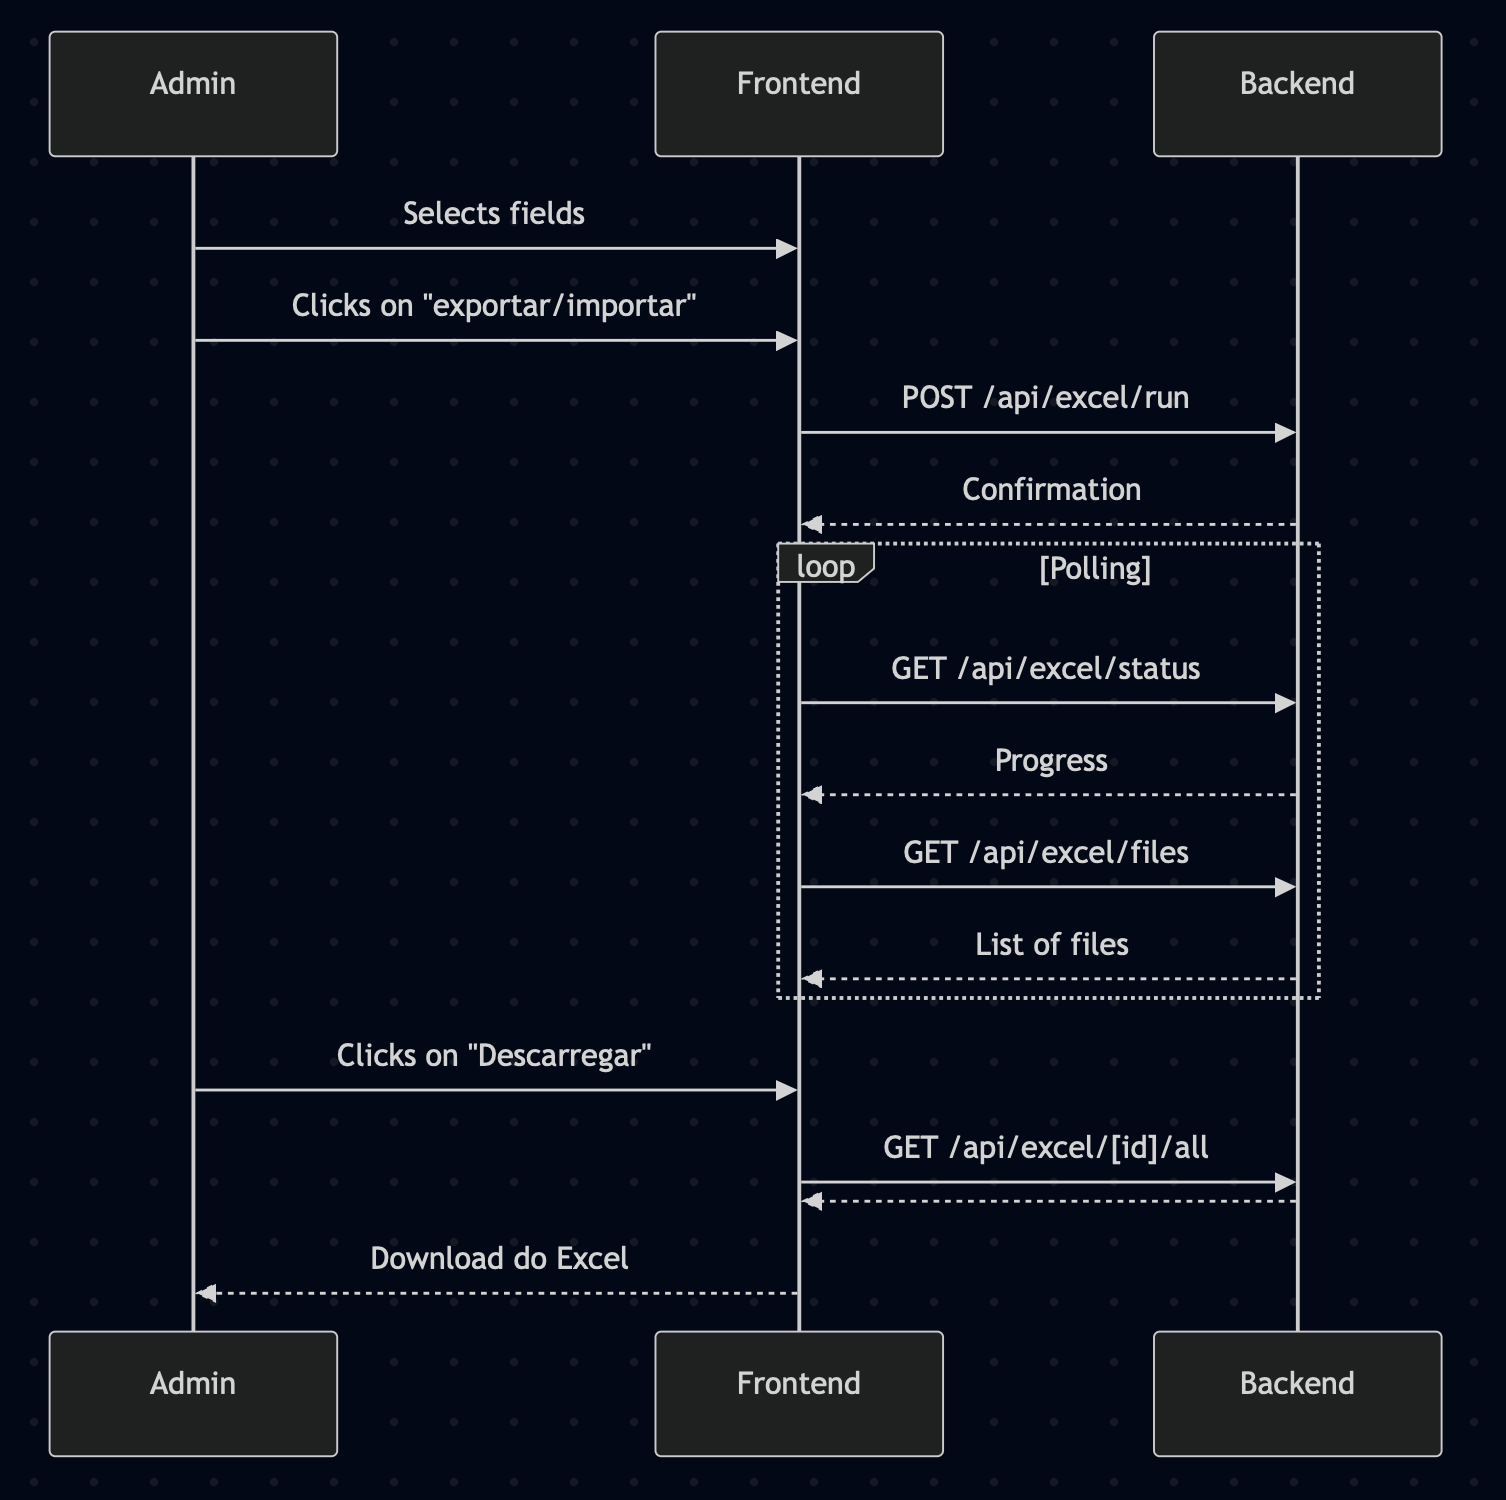 Admin
Frontend
Backend
Selects fields
Clicks on "exportar/importar"
POST /api/excel/run
Confirmation
loop
[Polling]
GET /api/excel/status
Progress
GET /api/excel/files
List of files
Clicks on "Descarregar"
GET /api/excel/[id]/all
Download do Excel
Admin
Frontend
Backend